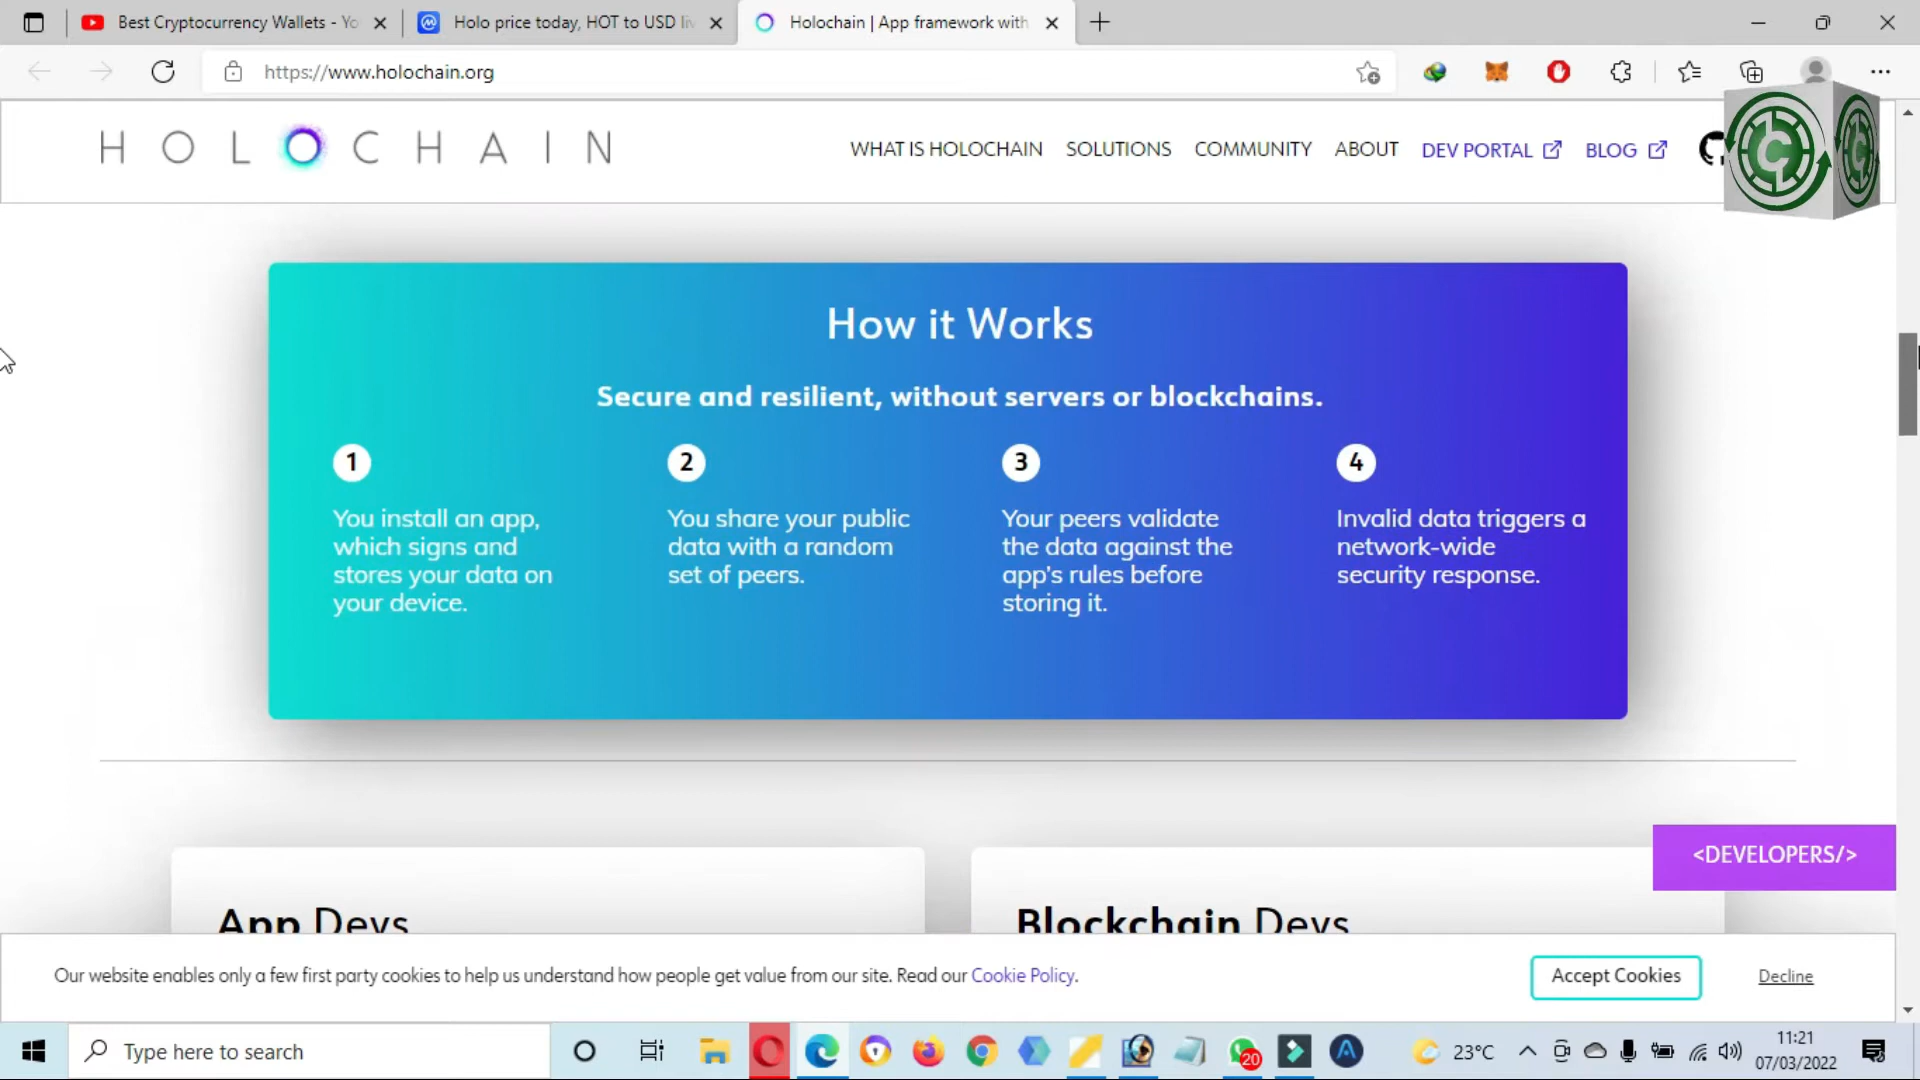 Best Cryptocurrency Wallets - Yo
Holo price today, HOT to USD li
Holochain | App framework with
https://www.holochain.org
HOLOCHAIN
WHAT IS HOLOCHAIN
SOLUTIONS
COMMUNITY
ABOUT
DEV PORTAL
BLOG
How it Works
Secure and resilient, without servers or blockchains.
1
2
3
4
You install an app,
which signs and
stores your data on
your device.
You share your public
data with a random
set of peers.
Your peers validate
the data against the
app's rules before
storing it.
Invalid data triggers a
network-wide
security response.
<DEVELOPERS/>
App Devs
Blockchain Devs
Our website enables only a few first party cookies to help us understand how people get value from our site. Read our Cookie Policy.
Accept Cookies
Decline
Type here to search
20
23°C
11:21
07/03/2022